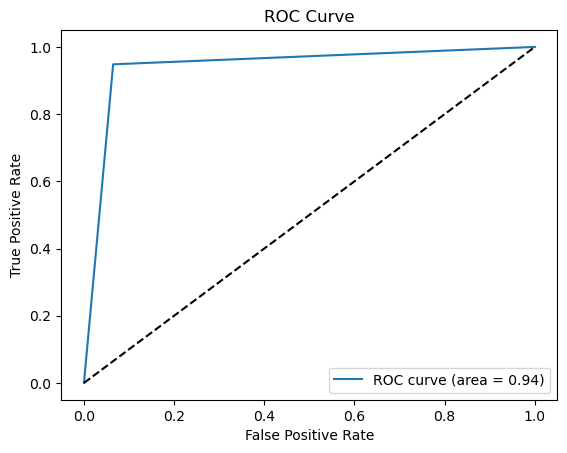 ROC Curve
1.0
0.8
0.6
0.4
0.2
0.0
True Positive Rate
ROC curve (area = 0.94)
0.0 0.2 0.4 0.6 0.8 1.0
False Positive Rate